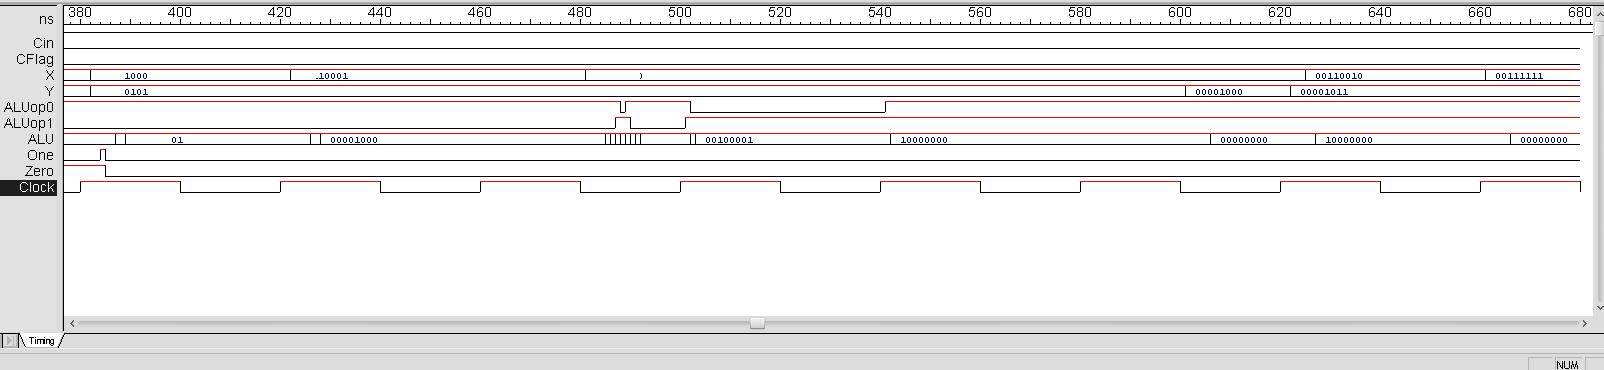 ns 380 400 420 440 460 480 500 520 540 560 580 600 620 640 660 680
Cin
CFlag
X 1000 .10001 ) 00110010 00111111
Y 0101 00001000 00001011
ALUop0
ALUop1
ALU 01 00001000 00100001 10000000 00000000 10000000 00000000
One
Zero
Clock
Timing
NUM